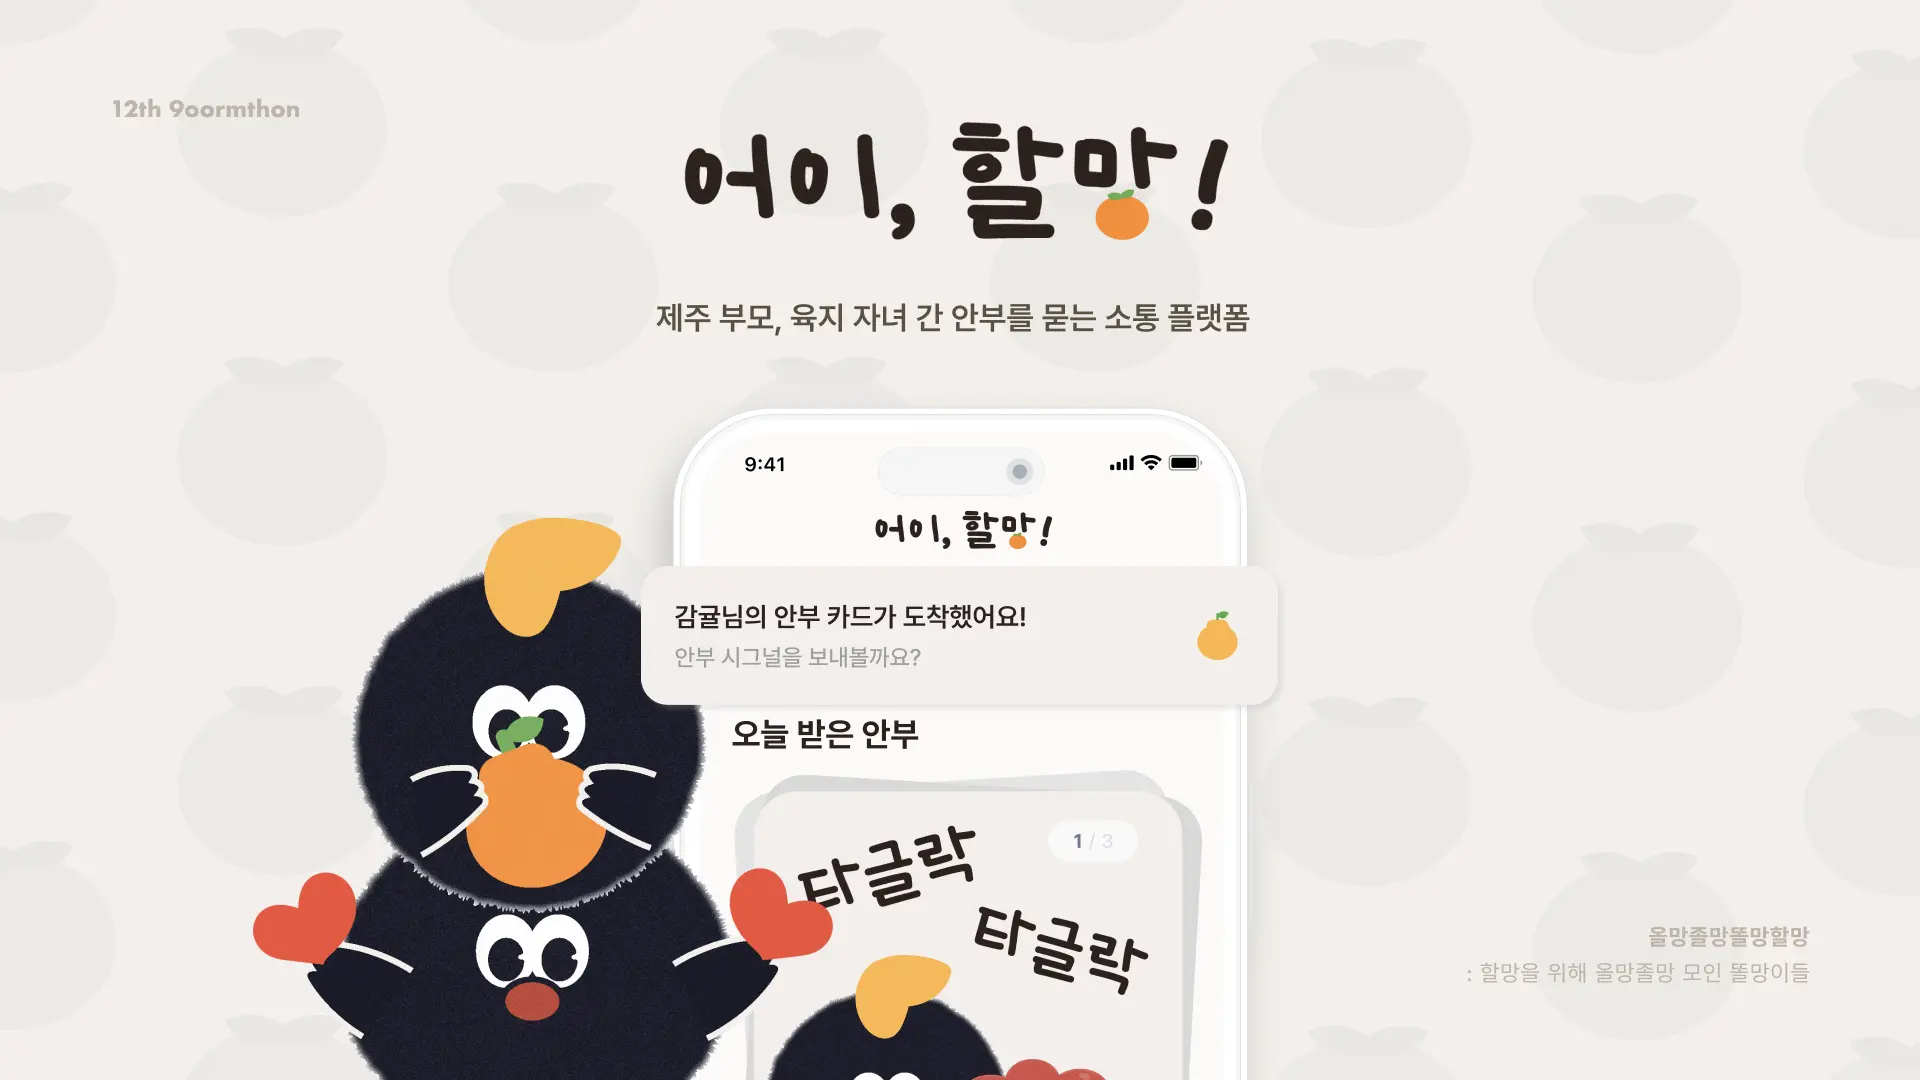 12th 9oormthon
어이, 할망!
제주 부모, 육지 자녀 간 안부를 묻는 소통 플랫폼
9:41
어이, 할망!
감귤님의 안부 카드가 도착했어요!
안부 시그널을 보내볼까요?
오늘 받은 안부
1 / 3
타글락
타글락
올망졸망똘망할망
: 할망을 위해 올망졸망 모인 똘망이들